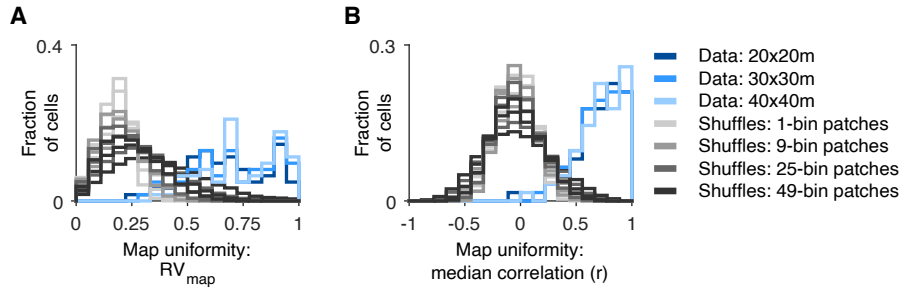 A
0.4
0
Fraction
of cells
0
0.25
0.5
0.75
1
Map uniformity:
RVmap
B
0.3
0
Fraction
of cells
-1
-0.5
0
0.5
1
Map uniformity:
median correlation (r)
Data: 20x20m
Data: 30x30m
Data: 40x40m
Shuffles: 1-bin patches
Shuffles: 9-bin patches
Shuffles: 25-bin patches
Shuffles: 49-bin patches